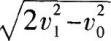 √(2v₁² − v₀²)